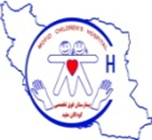 MOFID CHILDREN'S HOSPITAL
H
بیمارستان فوق تخصصی
کودکان مفید